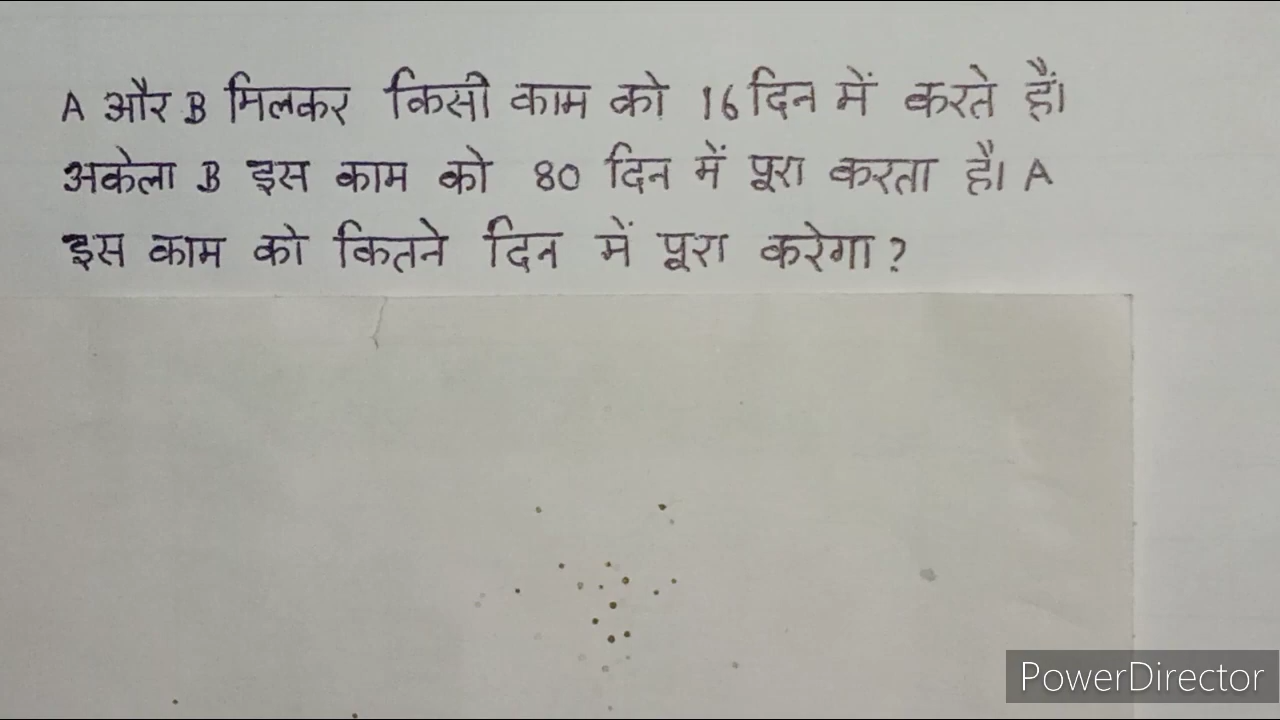 A और B मिलकर किसी काम को 16 दिन में करते हैं।
अकेला B इस काम को 80 दिन में पूरा करता है। A
इस काम को कितने दिन में पूरा करेगा?
PowerDirector